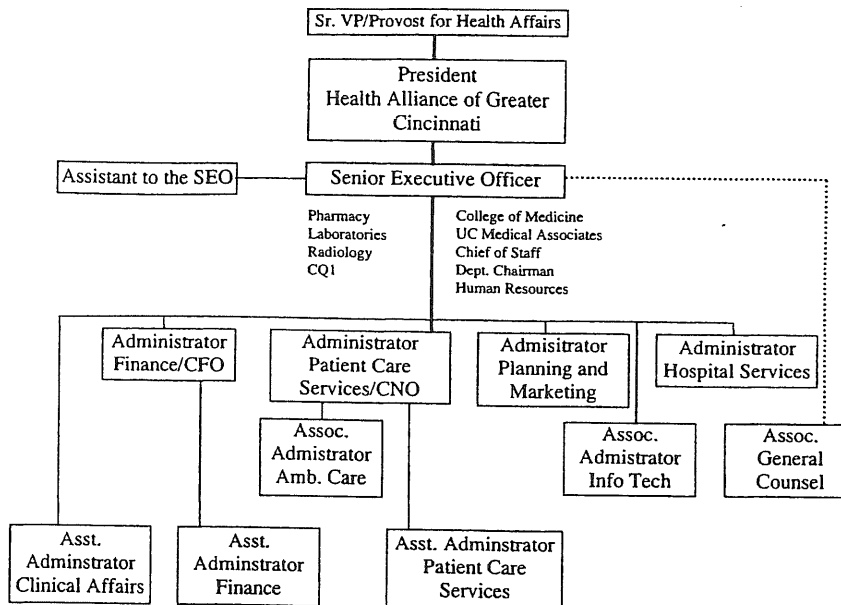 Sr. VP/Provost for Health Affairs
President
Health Alliance of Greater
Cincinnati
Assistant to the SEO
Senior Executive Officer
Pharmacy
Laboratories
Radiology
CQ1
College of Medicine
UC Medical Associates
Chief of Staff
Dept. Chairman
Human Resources
Administrator
Finance/CFO
Administrator
Patient Care
Services/CNO
Admisitrator
Planning and
Marketing
Administrator
Hospital Services
Assoc.
Admistrator
Amb. Care
Assoc.
Admistrator
Info Tech
Assoc.
General
Counsel
Asst.
Adminstrator
Clinical Affairs
Asst.
Adminstrator
Finance
Asst. Adminstrator
Patient Care
Services